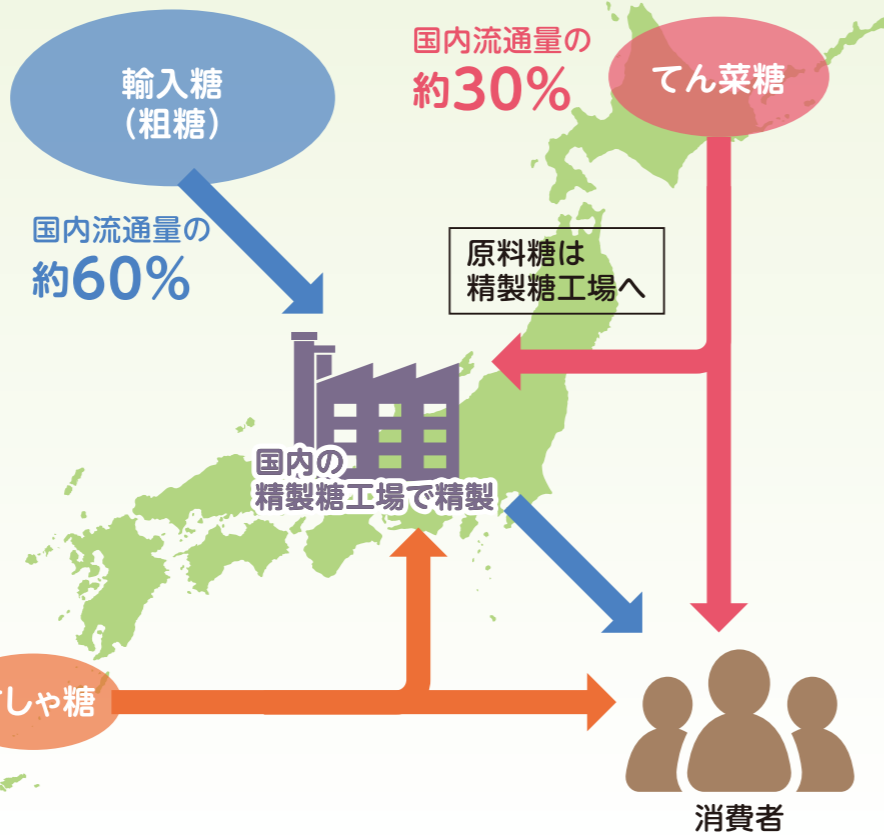 輸入糖
（粗糖）
国内流通量の
約60%
国内流通量の
約30%
てん菜糖
原料糖は
精製糖工場へ
国内の
精製糖工場で精製
しゃ糖
消費者